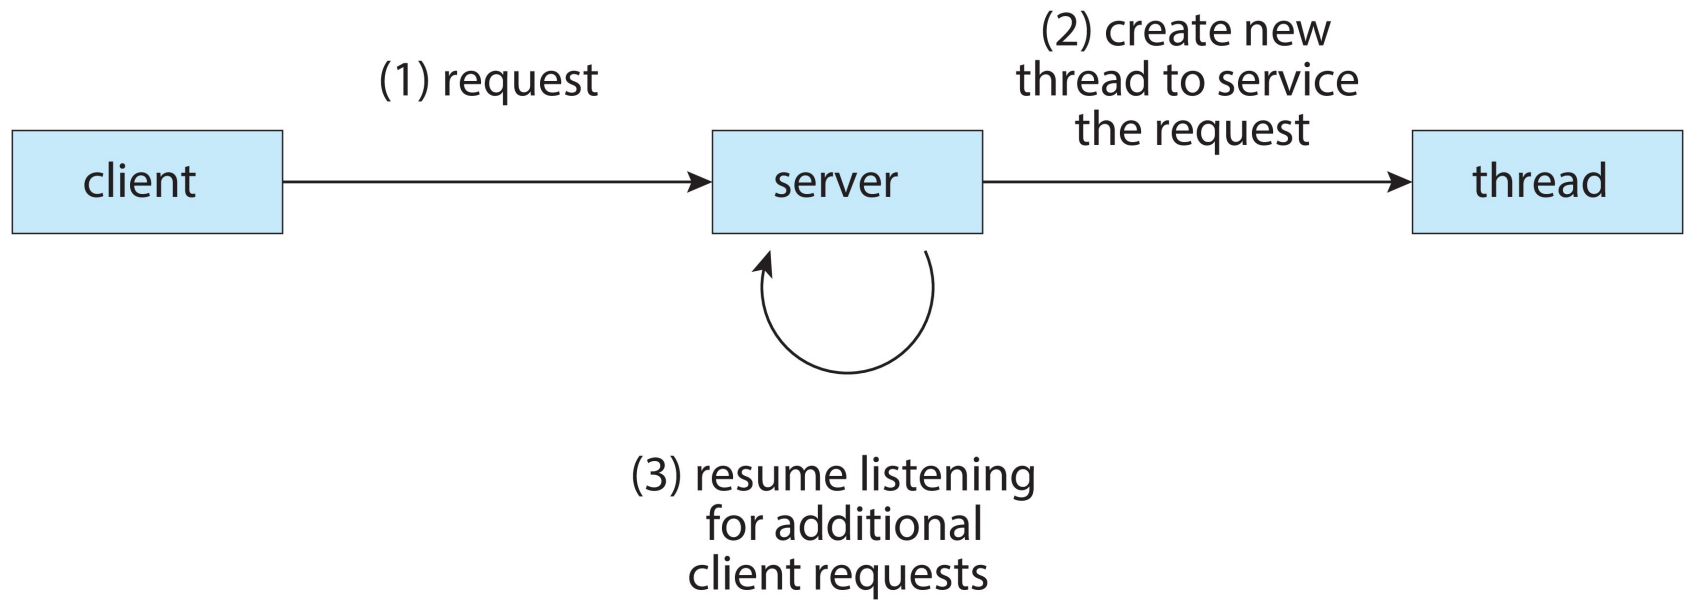 (1) request
(2) create new
thread to service
the request
client
server
thread
(3) resume listening
for additional
client requests